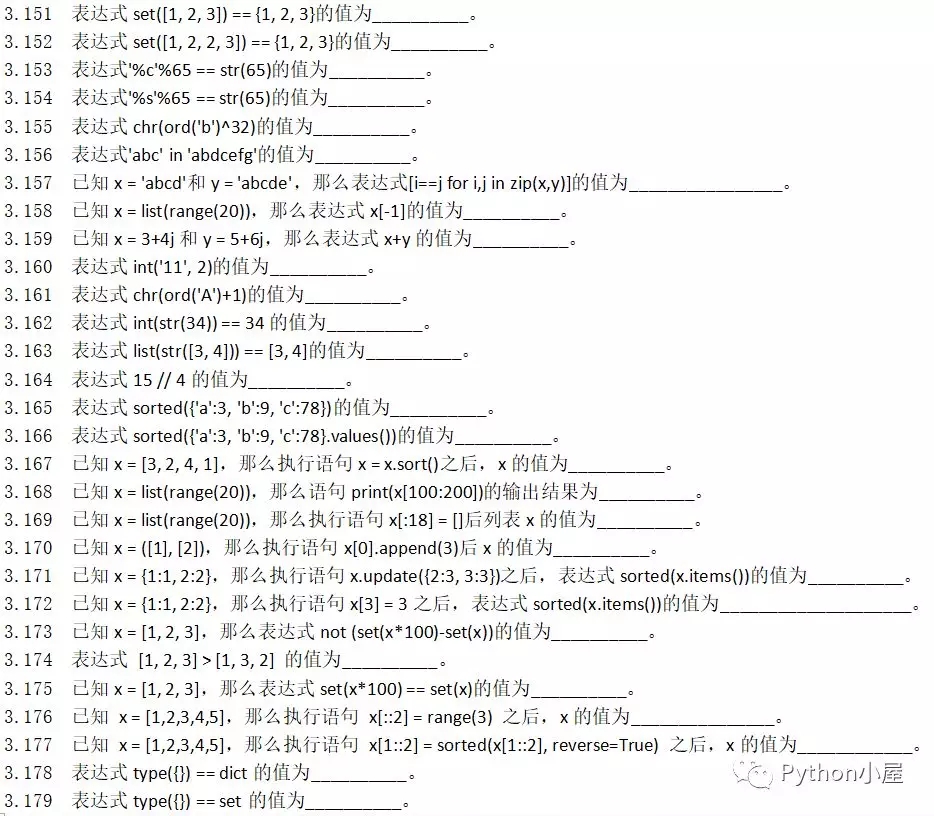 3.151 表达式 set([1, 2, 3]) == {1, 2, 3}的值为__________。
3.152 表达式 set([1, 2, 2, 3]) == {1, 2, 3}的值为__________。
3.153 表达式'%c'%65 == str(65)的值为__________。
3.154 表达式'%s'%65 == str(65)的值为__________。
3.155 表达式 chr(ord('b')^32)的值为__________。
3.156 表达式'abc' in 'abdcefg'的值为__________。
3.157 已知 x = 'abcd'和 y = 'abcde'，那么表达式[i==j for i,j in zip(x,y)]的值为________________。
3.158 已知 x = list(range(20))，那么表达式 x[-1]的值为__________。
3.159 已知 x = 3+4j 和 y = 5+6j，那么表达式 x+y 的值为__________。
3.160 表达式 int('11', 2)的值为__________。
3.161 表达式 chr(ord('A')+1)的值为__________。
3.162 表达式 int(str(34)) == 34 的值为__________。
3.163 表达式 list(str([3, 4])) == [3, 4]的值为__________。
3.164 表达式 15 // 4 的值为__________。
3.165 表达式 sorted({'a':3, 'b':9, 'c':78})的值为__________。
3.166 表达式 sorted({'a':3, 'b':9, 'c':78}.values())的值为__________。
3.167 已知 x = [3, 2, 4, 1]，那么执行语句 x = x.sort()之后，x 的值为__________。
3.168 已知 x = list(range(20))，那么语句 print(x[100:200])的输出结果为__________。
3.169 已知 x = list(range(20))，那么执行语句 x[:18] = []后列表 x 的值为__________。
3.170 已知 x = ([1], [2])，那么执行语句 x[0].append(3)后 x 的值为__________。
3.171 已知 x = {1:1, 2:2}，那么执行语句 x.update({2:3, 3:3})之后，表达式 sorted(x.items())的值为__________。
3.172 已知 x = {1:1, 2:2}，那么执行语句 x[3] = 3 之后，表达式 sorted(x.items())的值为____________________。
3.173 已知 x = [1, 2, 3]，那么表达式 not (set(x*100)-set(x))的值为__________。
3.174 表达式 [1, 2, 3] > [1, 3, 2] 的值为__________。
3.175 已知 x = [1, 2, 3]，那么表达式 set(x*100) == set(x)的值为__________。
3.176 已知 x = [1,2,3,4,5]，那么执行语句 x[::2] = range(3) 之后，x 的值为_______________。
3.177 已知 x = [1,2,3,4,5]，那么执行语句 x[1::2] = sorted(x[1::2], reverse=True) 之后，x 的值为____________。
3.178 表达式 type({}) == dict 的值为__________。
3.179 表达式 type({}) == set 的值为__________。
Python小屋